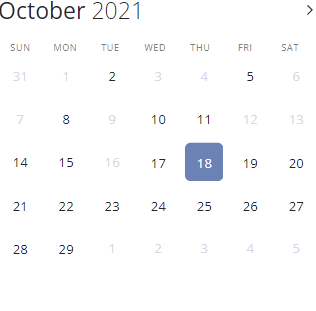 October 2021
SUN MON TUE WED THU FRI SAT
31 1 2 3 4 5 6
7 8 9 10 11 12 13
14 15 16 17 18 19 20
21 22 23 24 25 26 27
28 29 1 2 3 4 5